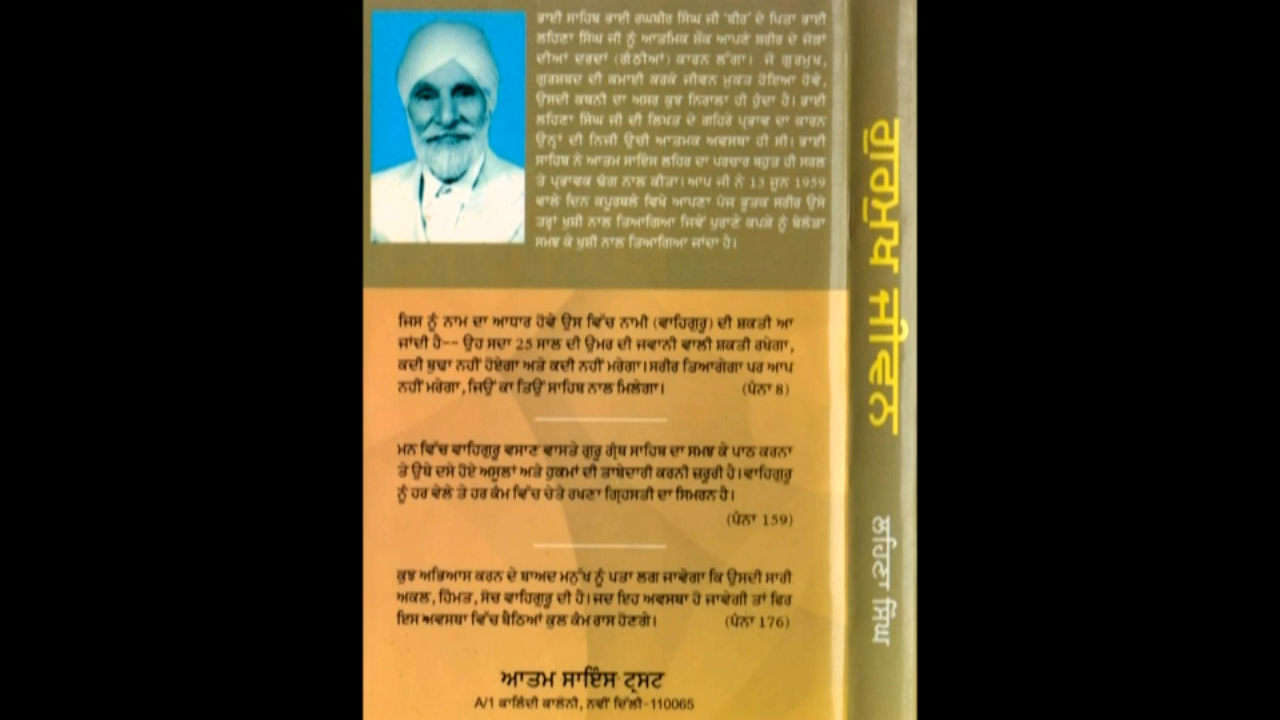 ਭਾਈ ਸਾਹਿਬ ਭਾਈ ਰਘਬੀਰ ਸਿੰਘ ਜੀ 'ਬੀਰ' ਦੇ ਪਿਤਾ ਭਾਈ
ਲਹਿਣਾ ਸਿੰਘ ਜੀ ਨੂੰ ਆਤਮਿਕ ਸ਼ੌਕ ਆਪਣੇ ਸ਼ਰੀਰ ਦੇ ਜੋੜਾਂ
ਦੀਆਂ ਦਰਦਾਂ (ਗੰਠੀਆਂ) ਕਾਰਨ ਲੱਗਾ। ਜੋ ਗੁਰਮੁਖ,
ਗੁਰਸ਼ਬਦ ਦੀ ਕਮਾਈ ਕਰਕੇ ਜੀਵਨ ਮੁਕਤ ਹੋਇਆ ਹੋਵੇ,
ਉਸਦੀ ਕਥਨੀ ਦਾ ਅਸਰ ਕੁਝ ਨਿਰਾਲਾ ਹੀ ਹੁੰਦਾ ਹੈ। ਭਾਈ
ਲਹਿਣਾ ਸਿੰਘ ਜੀ ਦੀ ਲਿਖਤ ਦੇ ਗਹਿਰੇ ਪ੍ਰਭਾਵ ਦਾ ਕਾਰਨ
ਉਨ੍ਹਾਂ ਦੀ ਨਿਜੀ ਉਚੀ ਆਤਮਕ ਅਵਸਥਾ ਹੀ ਸੀ। ਭਾਈ
ਸਾਹਿਬ ਨੇ ਆਤਮ ਸਾਇੰਸ ਲਹਿਰ ਦਾ ਪਰਚਾਰ ਬਹੁਤ ਹੀ ਸਰਲ
ਤੇ ਪ੍ਰਭਾਵਕ ਢੰਗ ਨਾਲ ਕੀਤਾ। ਆਪ ਜੀ ਨੇ 13 ਜੂਨ 1959
ਵਾਲੇ ਦਿਨ ਕਪੂਰਥਲੇ ਵਿਖੇ ਆਪਣਾ ਪੰਜ ਭੂਤਕ ਸ਼ਰੀਰ ਉਸੇ
ਤਰ੍ਹਾਂ ਖੁਸ਼ੀ ਨਾਲ ਤਿਆਗਿਆ ਜਿਵੇਂ ਪੁਰਾਣੇ ਕਪੜੇ ਨੂੰ ਬੇਲੋੜਾ
ਸਮਝ ਕੇ ਖੁਸ਼ੀ ਨਾਲ ਤਿਆਗਿਆ ਜਾਂਦਾ ਹੈ।
ਜਿਸ ਨੂੰ ਨਾਮ ਦਾ ਆਧਾਰ ਹੋਵੇ ਉਸ ਵਿੱਚ ਨਾਮੀ (ਵਾਹਿਗੁਰੂ) ਦੀ ਸ਼ਕਤੀ ਆ
ਜਾਂਦੀ ਹੈ-- ਉਹ ਸਦਾ 25 ਸਾਲ ਦੀ ਉਮਰ ਦੀ ਜਵਾਨੀ ਵਾਲੀ ਸ਼ਕਤੀ ਰਖੇਗਾ,
ਕਦੀ ਬੁਢਾ ਨਹੀਂ ਹੋਏਗਾ ਅਤੇ ਕਦੀ ਨਹੀਂ ਮਰੇਗਾ। ਸਰੀਰ ਤਿਆਗੇਗਾ ਪਰ ਆਪ
ਨਹੀਂ ਮਰੇਗਾ, ਜਿਉਂ ਕਾ ਤਿਉਂ ਸਾਹਿਬ ਨਾਲ ਮਿਲੇਗਾ। (ਪੰਨਾ 8)
ਮਨ ਵਿੱਚ ਵਾਹਿਗੁਰੂ ਵਸਾਣ ਵਾਸਤੇ ਗੁਰੂ ਗ੍ਰੰਥ ਸਾਹਿਬ ਦਾ ਸਮਝ ਕੇ ਪਾਠ ਕਰਨਾ
ਤੇ ਉਥੇ ਦਸੇ ਹੋਏ ਅਸੂਲਾਂ ਅਤੇ ਹੁਕਮਾਂ ਦੀ ਤਾਬੇਦਾਰੀ ਕਰਨੀ ਜ਼ਰੂਰੀ ਹੈ। ਵਾਹਿਗੁਰੂ
ਨੂੰ ਹਰ ਵੇਲੇ ਤੇ ਹਰ ਕੰਮ ਵਿੱਚ ਚੇਤੇ ਰਖਣਾ ਗ੍ਰਿਹਸਤੀ ਦਾ ਸਿਮਰਨ ਹੈ।
(ਪੰਨਾ 159)
ਕੁਝ ਅਭਿਆਸ ਕਰਨ ਦੇ ਬਾਅਦ ਮਨੁੱਖ ਨੂੰ ਪਤਾ ਲਗ ਜਾਵੇਗਾ ਕਿ ਉਸਦੀ ਸਾਰੀ
ਅਕਲ, ਹਿੰਮਤ, ਸੋਚ ਵਾਹਿਗੁਰੂ ਦੀ ਹੈ। ਜਦ ਇਹ ਅਵਸਥਾ ਹੋ ਜਾਵੇਗੀ ਤਾਂ ਫਿਰ
ਇਸ ਅਵਸਥਾ ਵਿੱਚ ਬੈਠਿਆਂ ਕੁਲ ਕੰਮ ਰਾਸ ਹੋਣਗੇ। (ਪੰਨਾ 176)
ਆਤਮ ਸਾਇੰਸ ਟ੍ਰਸਟ
A/1 ਕਾਲਿੰਦੀ ਕਾਲੋਨੀ, ਨਵੀਂ ਦਿੱਲੀ-110065
ਗੁਰਮੁਖ ਜੀਵਨ
ਲਹਿਣਾ ਸਿੰਘ